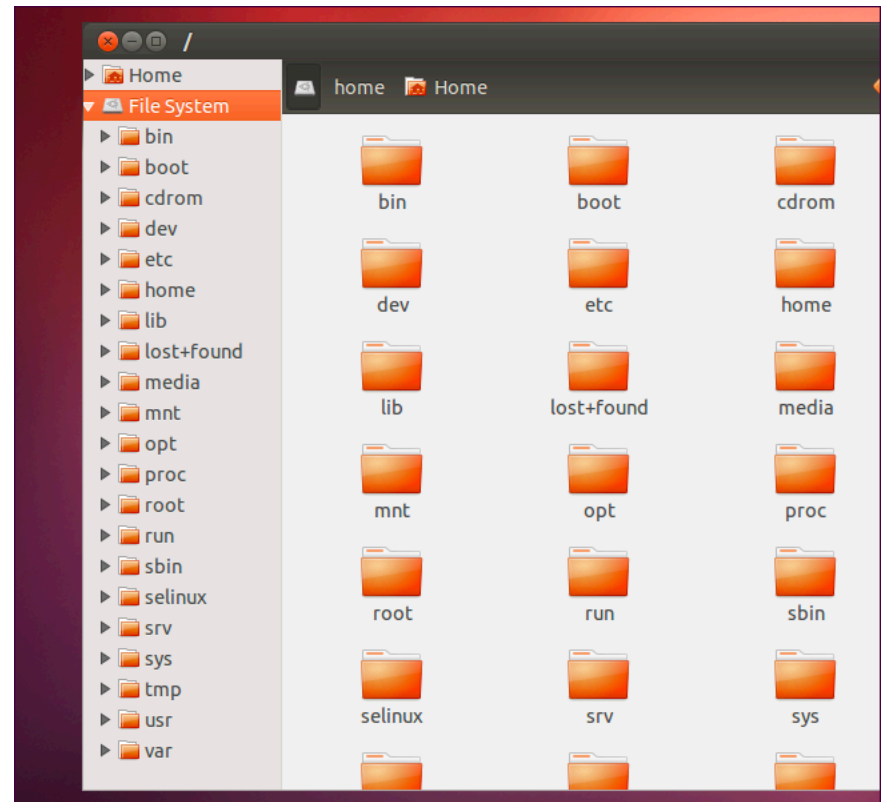 /
Home
File System
bin
boot
cdrom
dev
etc
home
lib
lost+found
media
mnt
opt
proc
root
run
sbin
selinux
srv
sys
tmp
usr
var
home Home
bin boot cdrom
dev etc home
lib lost+found media
mnt opt proc
root run sbin
selinux srv sys